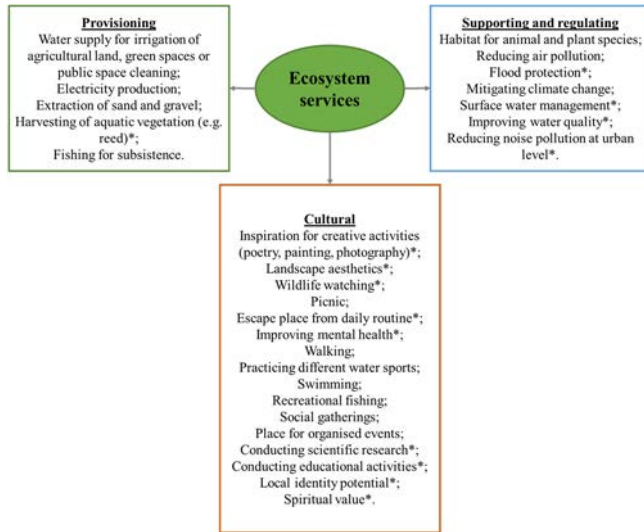 Provisioning
Water supply for irrigation of
agricultural land, green spaces or
public space cleaning;
Electricity production;
Extraction of sand and gravel;
Harvesting of aquatic vegetation (e.g.
reed)*;
Fishing for subsistence.
Ecosystem
services
Supporting and regulating
Habitat for animal and plant species;
Reducing air pollution;
Flood protection*;
Mitigating climate change;
Surface water management*;
Improving water quality*;
Reducing noise pollution at urban
level*.
Cultural
Inspiration for creative activities
(poetry, painting, photography)*;
Landscape aesthetics*;
Wildlife watching*;
Picnic;
Escape place from daily routine*;
Improving mental health*;
Walking;
Practicing different water sports;
Swimming;
Recreational fishing;
Social gatherings;
Place for organised events;
Conducting scientific research*;
Conducting educational activities*;
Local identity potential*;
Spiritual value*.